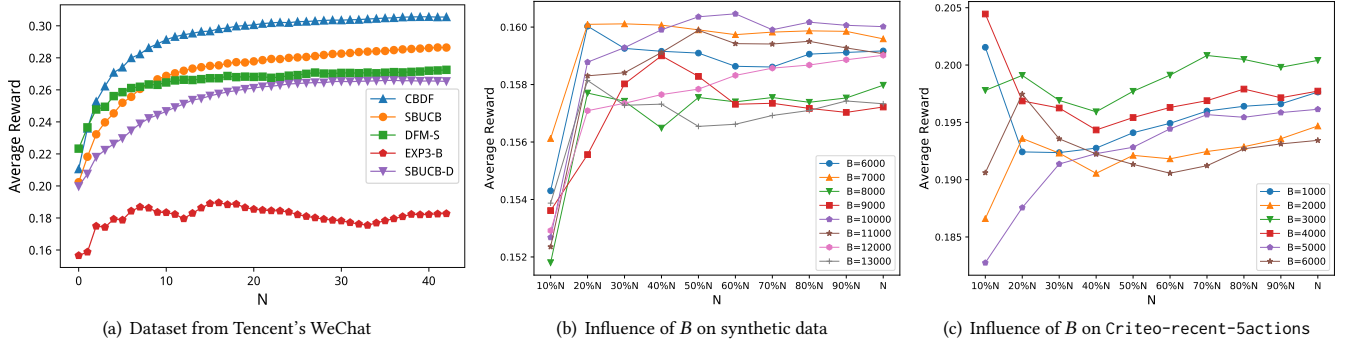 0.30
0.28
0.26
0.24
0.22
0.20
0.18
0.16
Average Reward
0
10
20
30
40
N
CBDF
SBUCB
DFM-S
EXP3-B
SBUCB-D
(a) Dataset from Tencent's WeChat
0.160
0.158
0.156
0.154
0.152
Average Reward
10%N 20%N 30%N 40%N 50%N 60%N 70%N 80%N 90%N N
N
B=6000
B=7000
B=8000
B=9000
B=10000
B=11000
B=12000
B=13000
(b) Influence of B on synthetic data
0.205
0.200
0.195
0.190
0.185
Average Reward
10%N 20%N 30%N 40%N 50%N 60%N 70%N 80%N 90%N N
N
B=1000
B=2000
B=3000
B=4000
B=5000
B=6000
(c) Influence of B on Criteo-recent-5actions